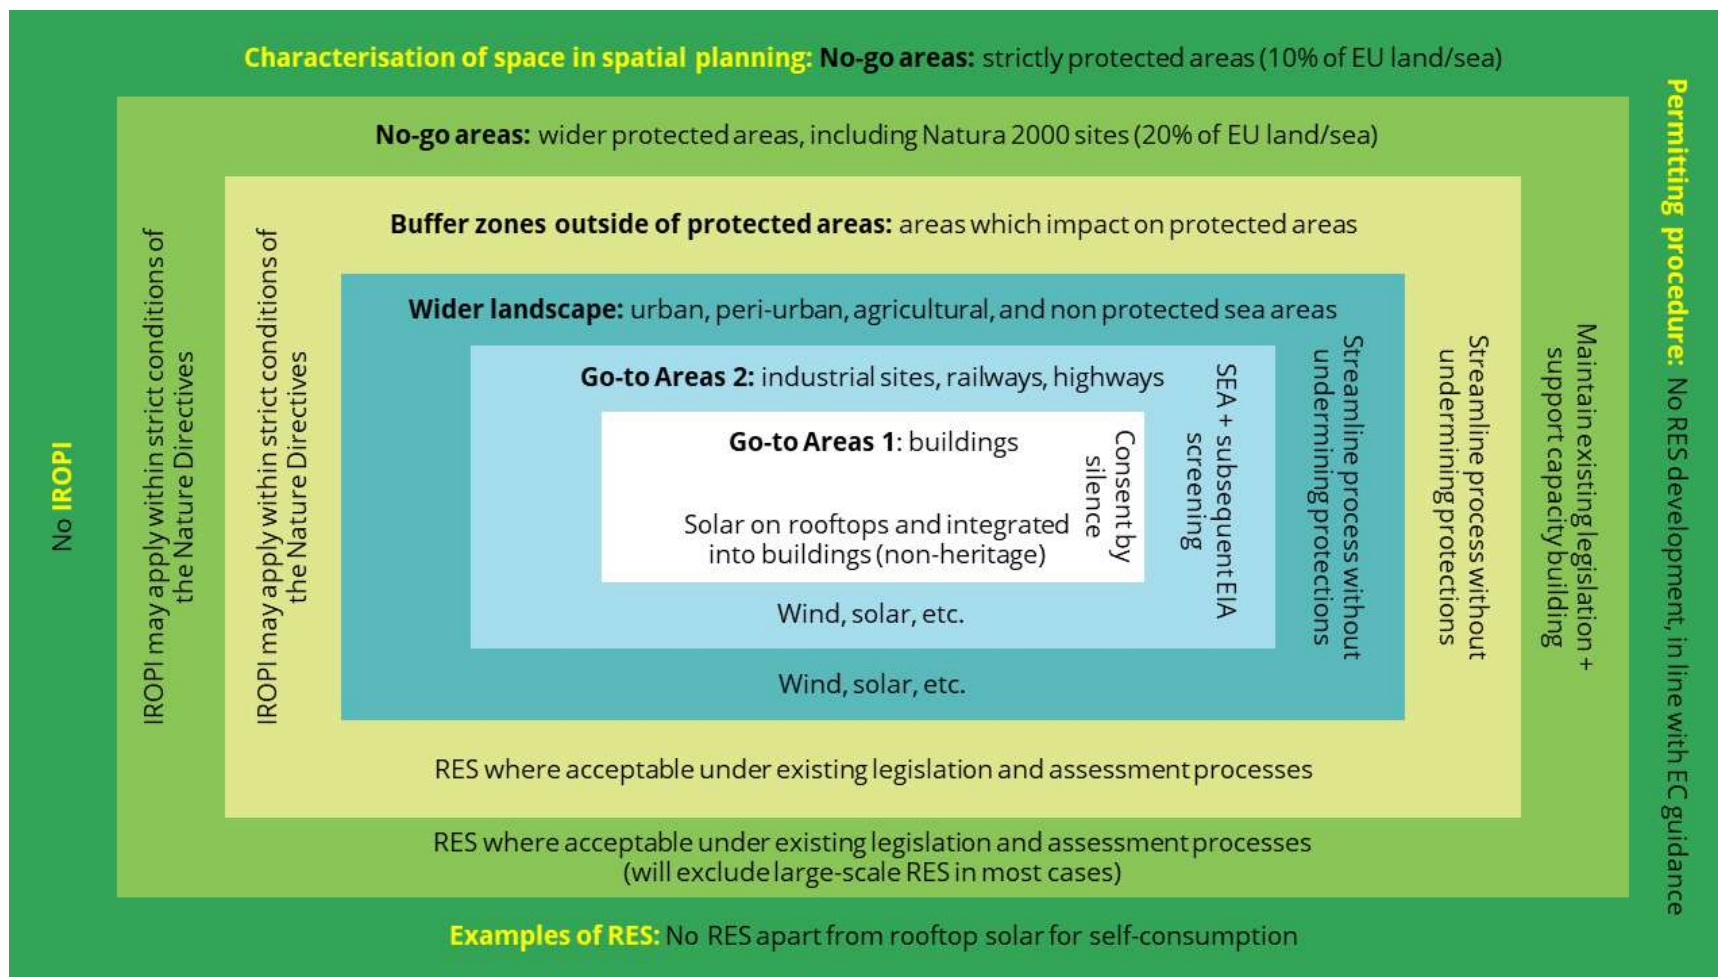 Characterisation of space in spatial planning: No-go areas: strictly protected areas (10% of EU land/sea)
No-go areas: wider protected areas, including Natura 2000 sites (20% of EU land/sea)
Buffer zones outside of protected areas: areas which impact on protected areas
Wider landscape: urban, peri-urban, agricultural, and non protected sea areas
Go-to Areas 2: industrial sites, railways, highways
Go-to Areas 1: buildings
Solar on rooftops and integrated
into buildings (non-heritage)
Wind, solar, etc.
Wind, solar, etc.
RES where acceptable under existing legislation and assessment processes
RES where acceptable under existing legislation and assessment processes
(will exclude large-scale RES in most cases)
Examples of RES: No RES apart from rooftop solar for self-consumption
No IROPI
IROPI may apply within strict conditions of
the Nature Directives
IROPI may apply within strict conditions of
the Nature Directives
Consent by
silence
SEA + subsequent EIA
screening
Streamline process without
undermining protections
Streamline process without
undermining protections
Maintain existing legislation +
support capacity building
Permitting procedure: No RES development, in line with EC guidance